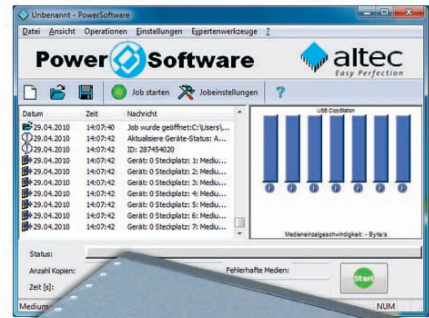 Unbenannt - PowerSoftware
Datei Ansicht Operationen Einstellungen Expertenwerkzeuge ?
Power Software
altec
Easy Perfection
Job starten Jobeinstellungen ?
Datum Zeit Nachricht
29.04.2010 14:07:40 Job wurde geöffnet:C:\Users\...
29.04.2010 14:07:42 Aktualisiere Geräte-Status: A...
29.04.2010 14:07:42 ID: 287454020
29.04.2010 14:07:42 Gerät: 0 Steckplatz: 1: Mediu...
29.04.2010 14:07:42 Gerät: 0 Steckplatz: 2: Mediu...
29.04.2010 14:07:42 Gerät: 0 Steckplatz: 3: Mediu...
29.04.2010 14:07:42 Gerät: 0 Steckplatz: 4: Mediu...
29.04.2010 14:07:42 Gerät: 0 Steckplatz: 5: Mediu...
29.04.2010 14:07:42 Gerät: 0 Steckplatz: 6: Mediu...
29.04.2010 14:07:42 Gerät: 0 Steckplatz: 7: Mediu...
USB-CopyStation
Medieneinzelgeschwindigkeit: - Byte/s
Status:
Anzahl Kopien:
Fehlerhafte Medien:
Start
Zeit [s]:
Medium
NUM